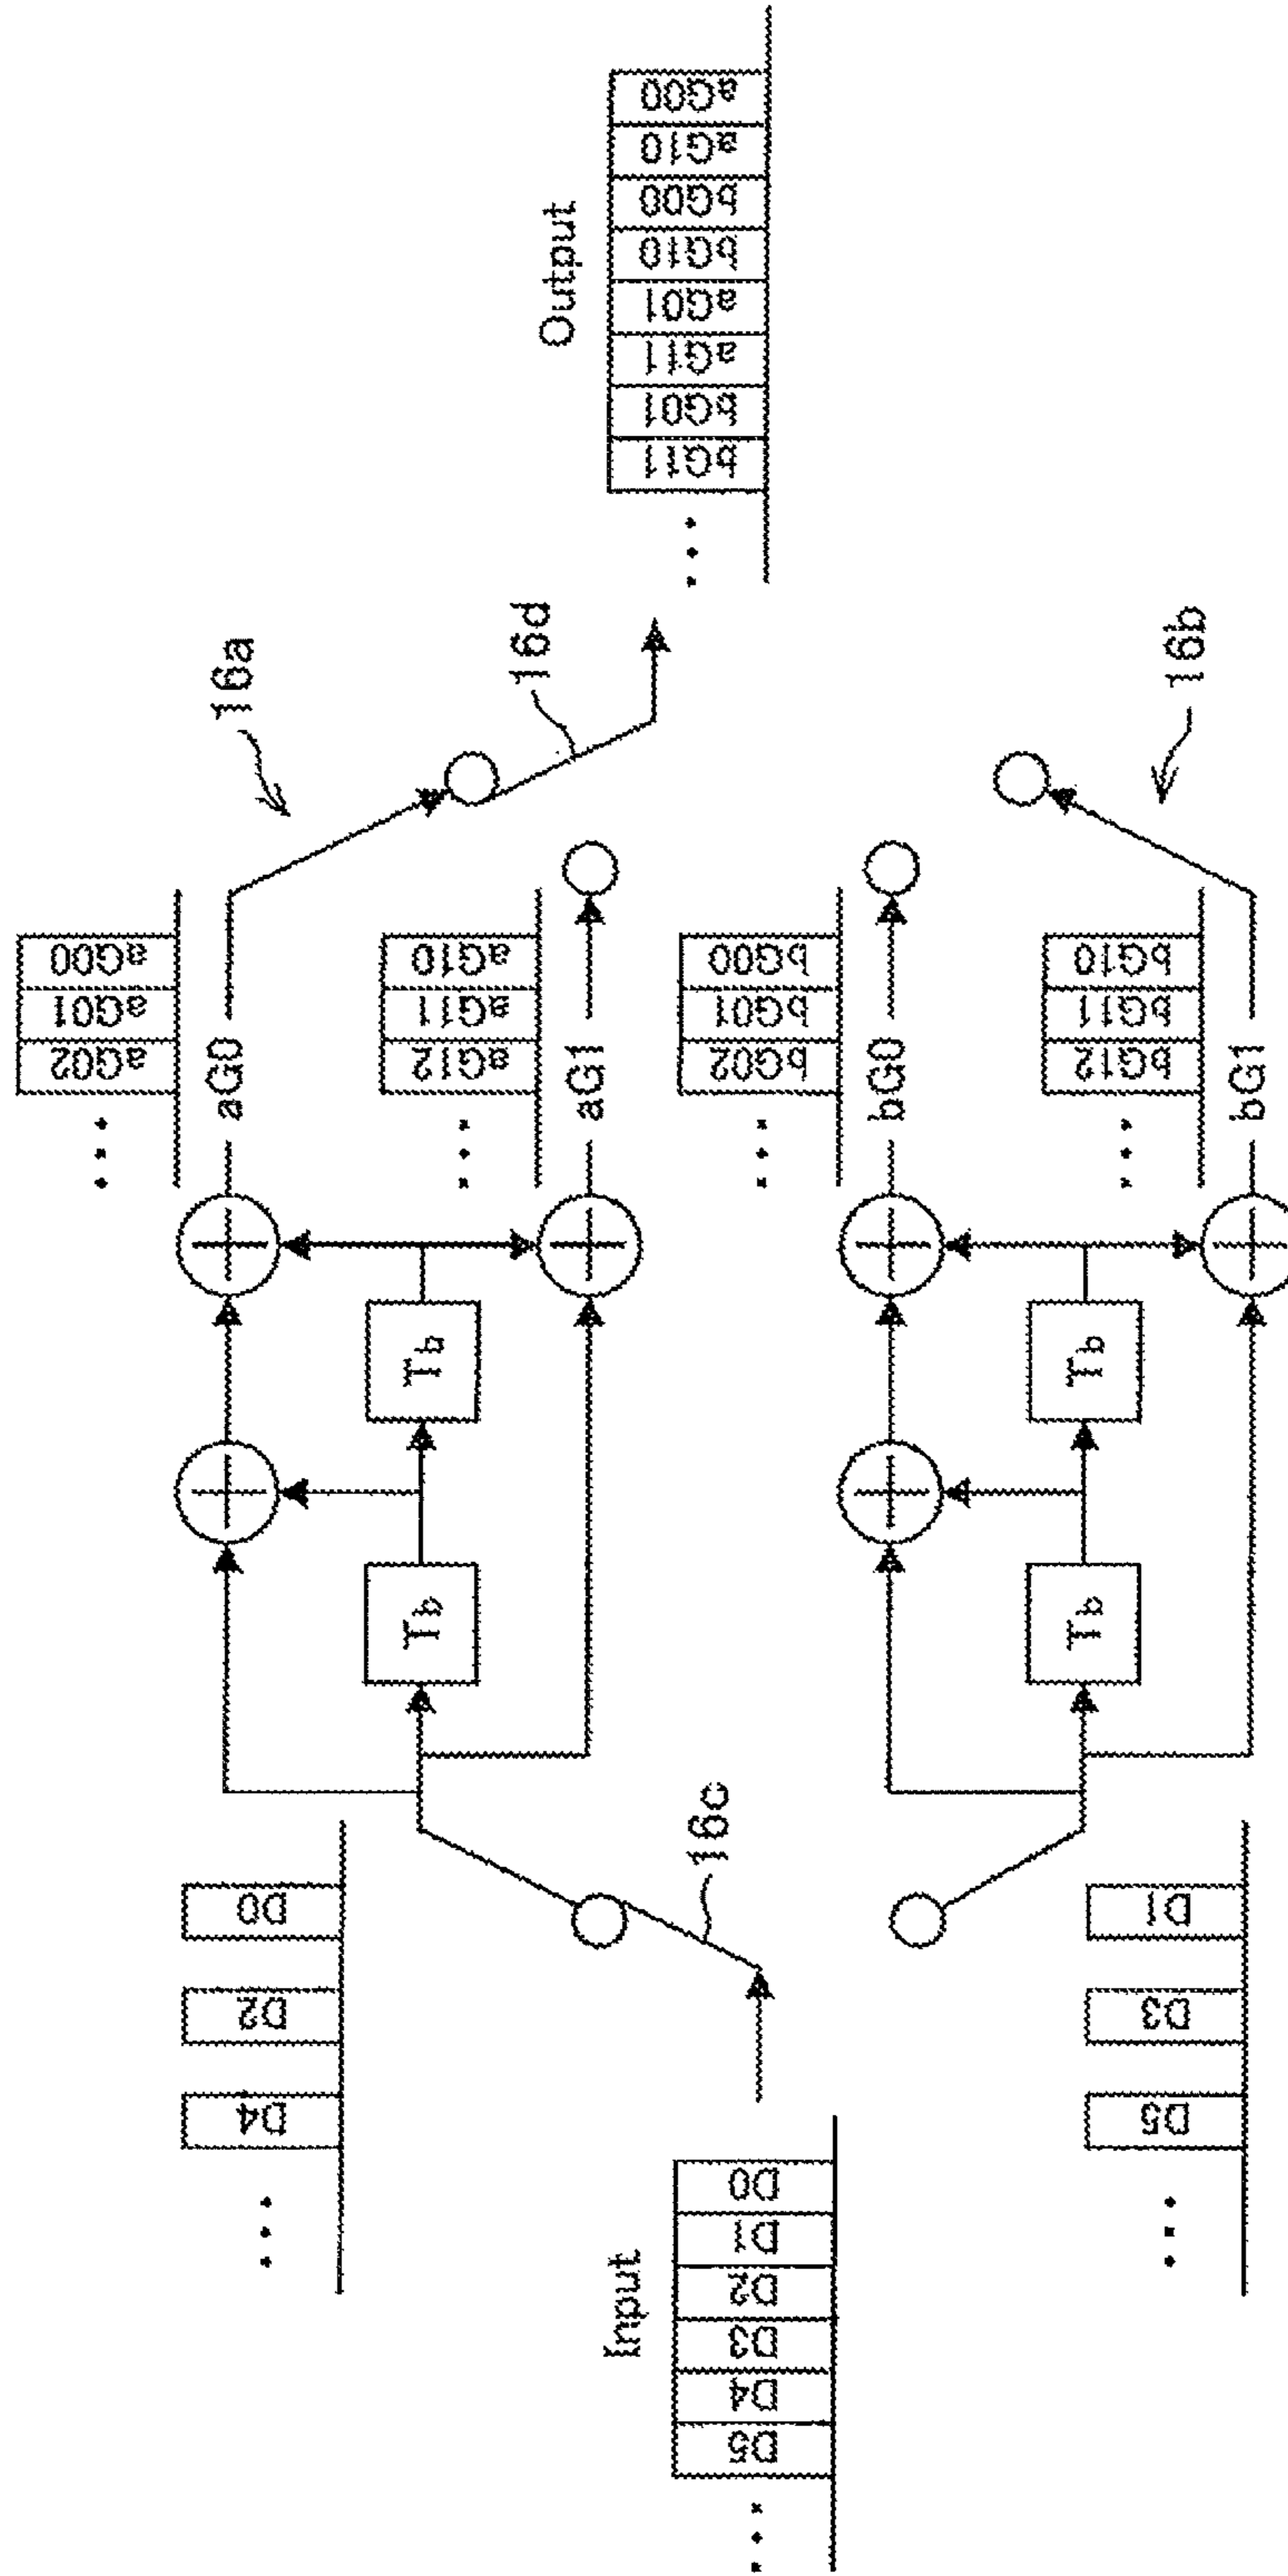 Input
D5 D4 D3 D2 D1 D0
D4 D2 D0
D5 D3 D1
16c
Tb Tb
Tb Tb
aG02 aG01 aG00
aG0
aG12 aG11 aG10
aG1
bG02 bG01 bG00
bG0
bG12 bG11 bG10
bG1
16a
16d
16b
Output
bG11 bG01 aG11 aG01 bG10 bG00 aG10 aG00